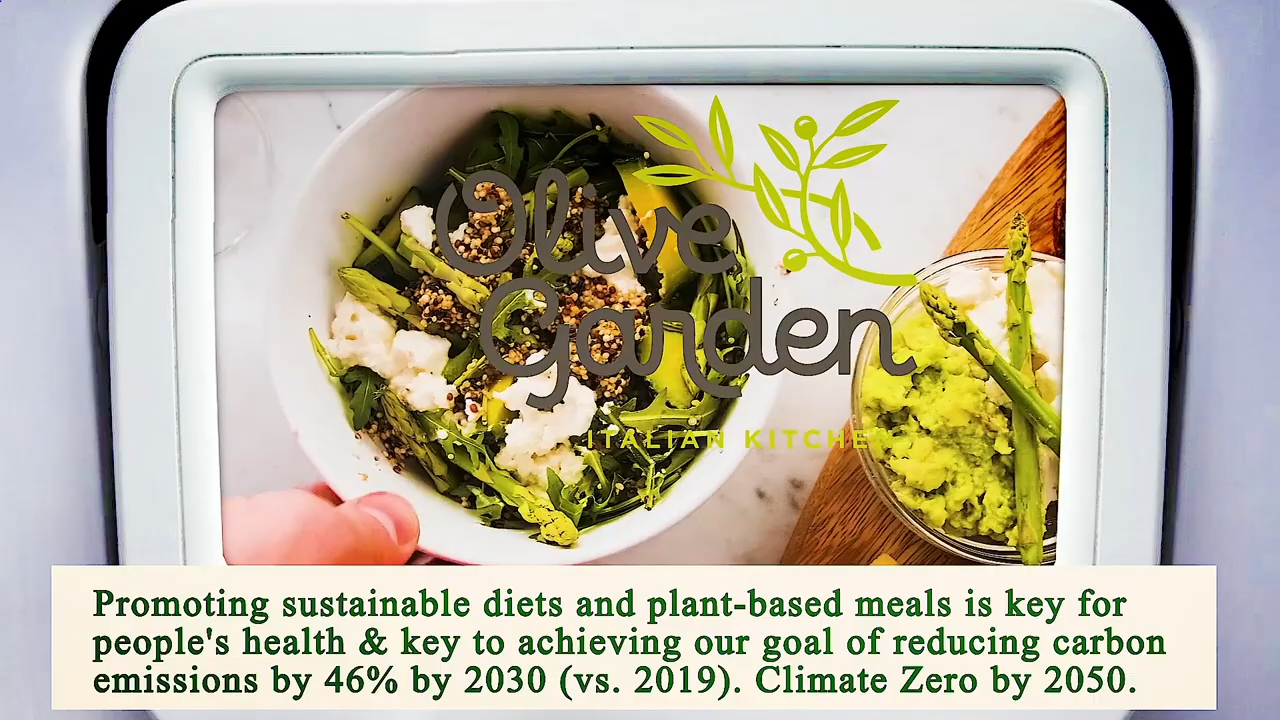 Olive
Garden
ITALIAN KITCHEN
Promoting sustainable diets and plant-based meals is key for
people's health & key to achieving our goal of reducing carbon
emissions by 46% by 2030 (vs. 2019). Climate Zero by 2050.